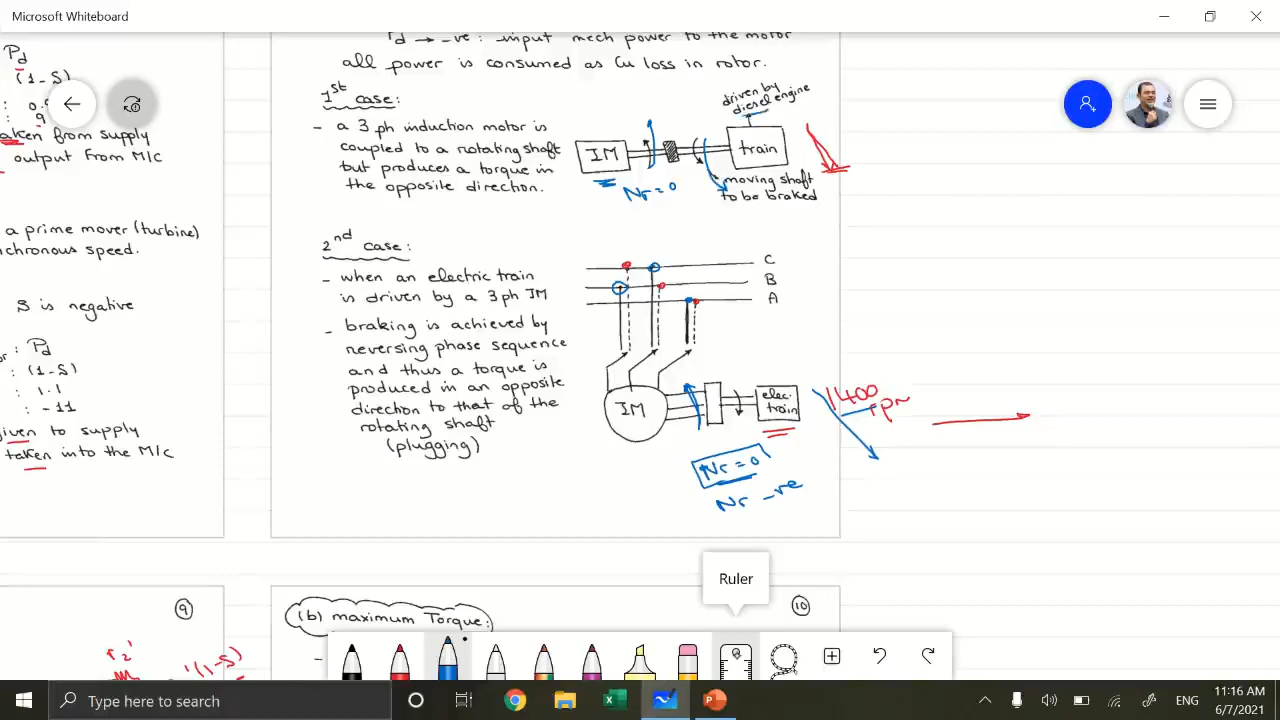 Microsoft Whiteboard
Pd
(1-S)
: 0.9
: 9
taken from supply
output from M/C
a prime mover (turbine)
nchronous speed.
S is negative
or : Pd
: (1-S)
: 1.1
: -11
given to supply
taken into the M/C
9
r2'
'(1-S)
Pd → -ve : input mech power to the motor
all power is consumed as Cu loss in rotor.
1st case:
- a 3 ph induction motor is
coupled to a rotating shaft
but produces a torque in
the opposite direction.
driven by
diesel engine
IM
train
Nr=0
moving shaft
to be braked
2nd case:
- when an electric train
is driven by a 3 ph IM
- braking is achieved by
reversing phase sequence
and thus a torque is
produced in an opposite
direction to that of the
rotating shaft
(plugging)
C
B
A
IM
elec.
train
1400
rpm
Nr=0
Nr -ve
Ruler
10
(b) maximum Torque:
Type here to search
ENG
11:16 AM
6/7/2021